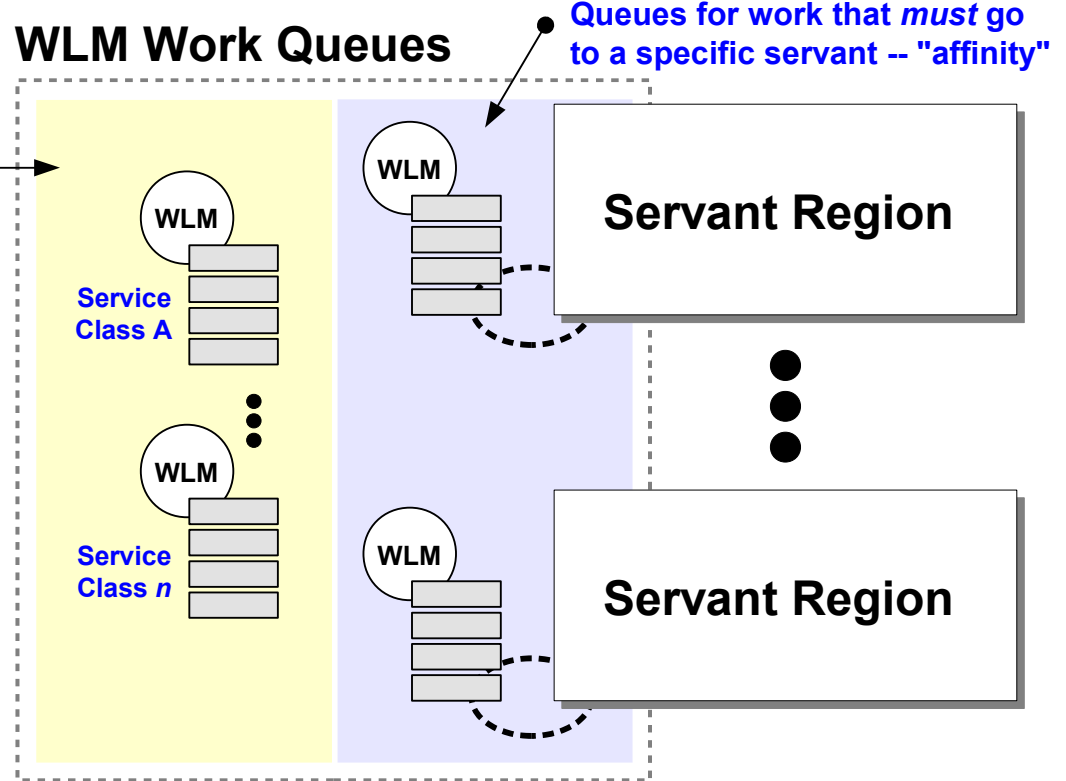 Queues for work that must go
to a specific servant -- "affinity"
WLM Work Queues
WLM
Service
Class A
WLM
Service
Class n
WLM
Servant Region
WLM
Servant Region